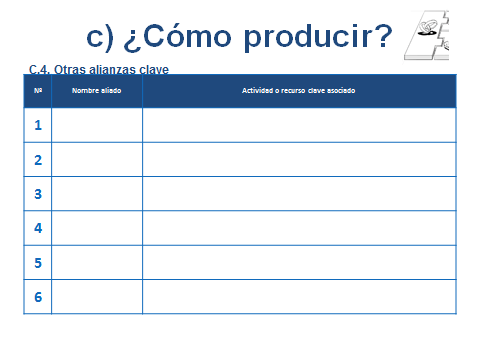 c) ¿Cómo producir?
C.4. Otras alianzas clave
Nº Nombre aliado Actividad o recurso clave asociado
1
2
3
4
5
6